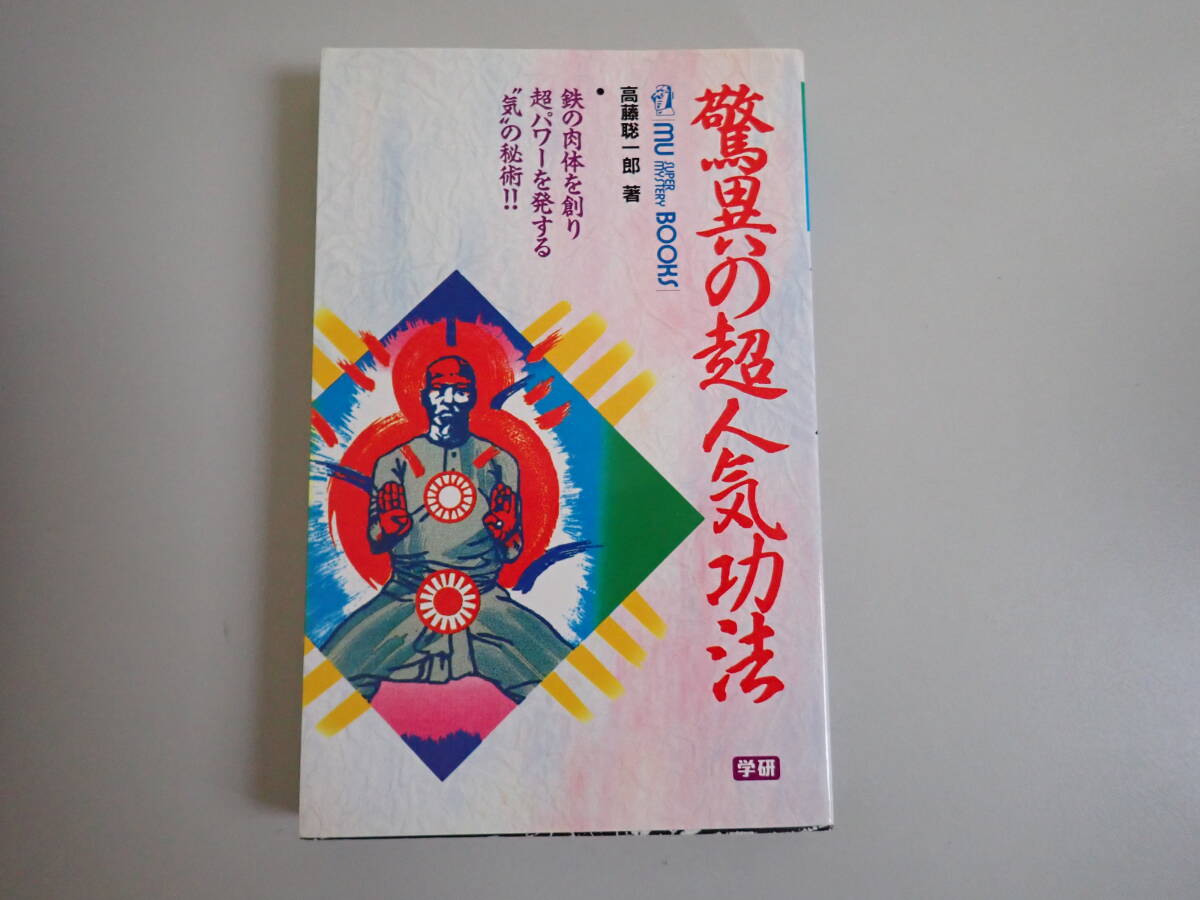 驚異の超人気功法
MU SUPER MYSTERY BOOKS
高藤聡一郎 著
鉄の肉体を創り
超パワーを発する
〝気〟の秘術!!
学研